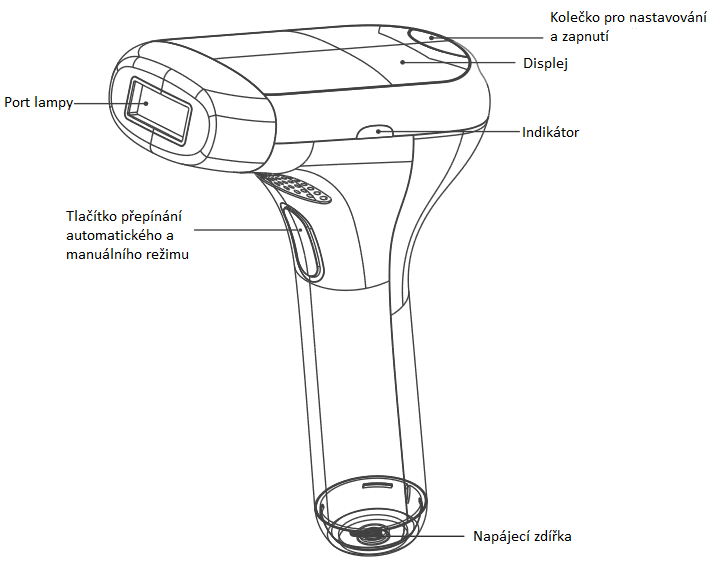 Kolečko pro nastavování
a zapnutí
Displej
Port lampy
Indikátor
Tlačítko přepínání
automatického a
manuálního režimu
Napájecí zdířka